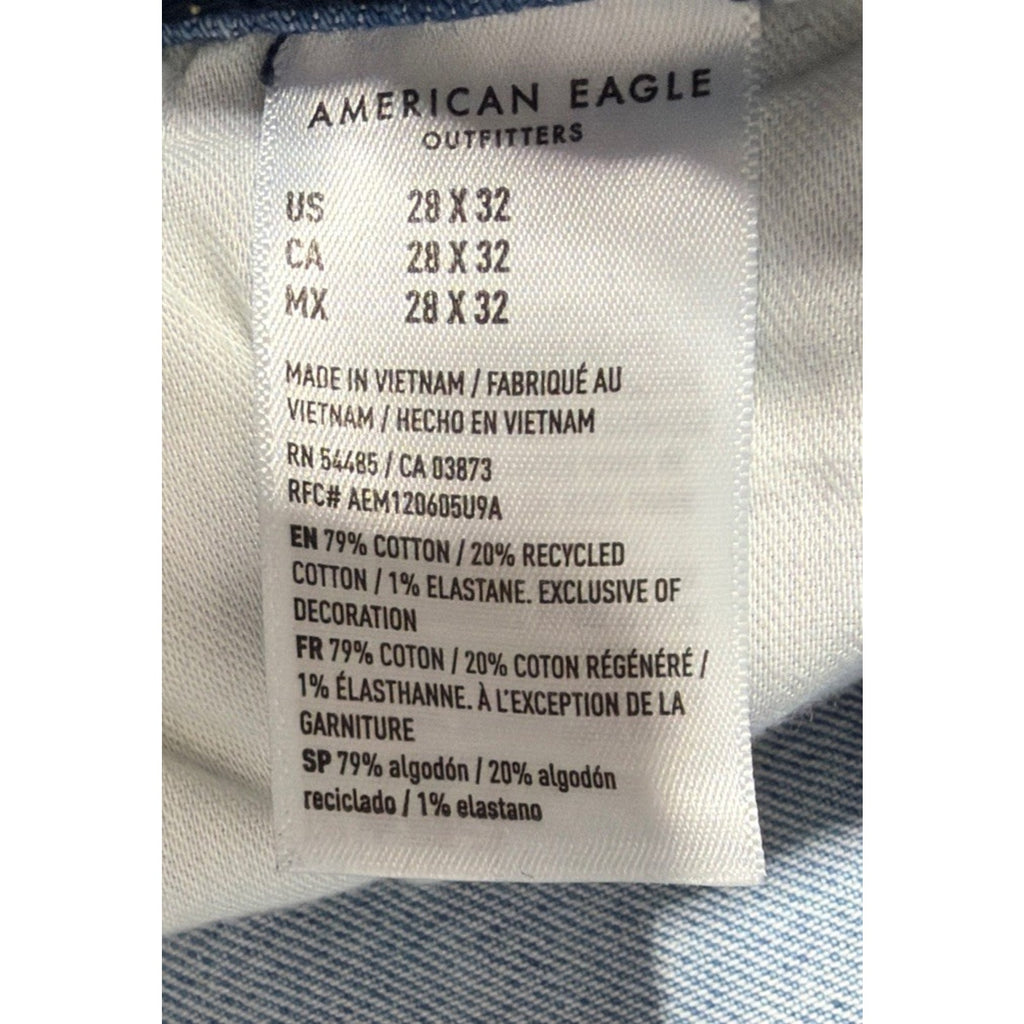 AMERICAN EAGLE
OUTFITTERS
US 28 X 32
CA 28 X 32
MX 28 X 32
MADE IN VIETNAM / FABRIQUÉ AU
VIETNAM / HECHO EN VIETNAM
RN 54485 / CA 03873
RFC# AEM120605U9A
EN 79% COTTON / 20% RECYCLED
COTTON / 1% ELASTANE. EXCLUSIVE OF
DECORATION
FR 79% COTON / 20% COTON RÉGÉNÉRÉ /
1% ÉLASTHANNE. À L'EXCEPTION DE LA
GARNITURE
SP 79% algodón / 20% algodón
reciclado / 1% elastano